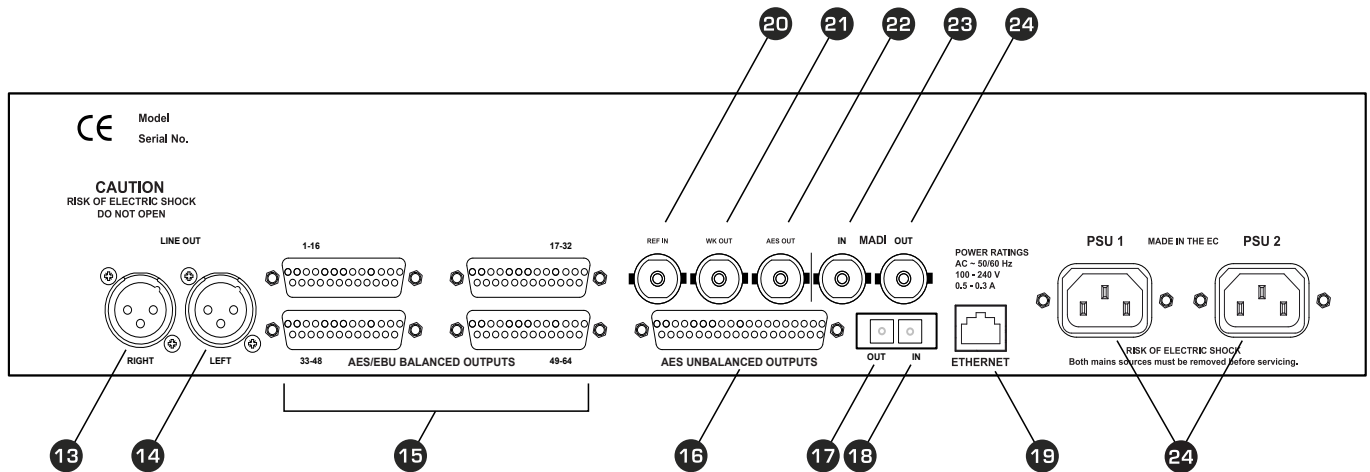 20 21 22 23 24
CE
Model
Serial No.
CAUTION
RISK OF ELECTRIC SHOCK
DO NOT OPEN
LINE OUT
1-16
17-32
REF IN
WK OUT
AES OUT
IN MADI OUT
POWER RATINGS
AC ~ 50/60 Hz
100 - 240 V
0.5 - 0.3 A
PSU 1
MADE IN THE EC
PSU 2
RIGHT
LEFT
33-48
AES/EBU BALANCED OUTPUTS
49-64
AES UNBALANCED OUTPUTS
OUT
IN
ETHERNET
RISK OF ELECTRIC SHOCK
Both mains sources must be removed before servicing.
13 14 15 16 17 18 19 24